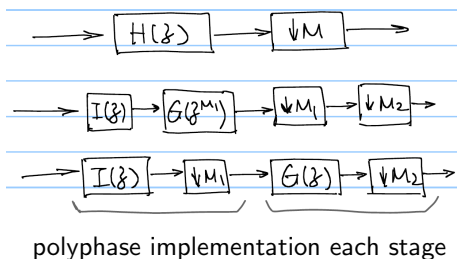 H(z) ↓M
I(z) G(z^M₁) ↓M₁ ↓M₂
I(z) ↓M₁ G(z) ↓M₂
polyphase implementation each stage